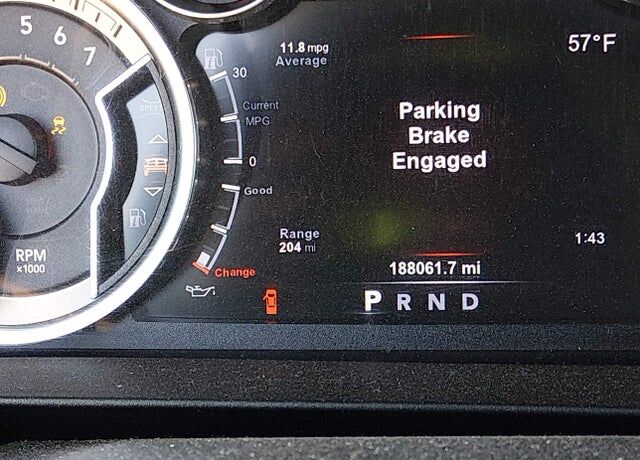 5
6
7
RPM
x1000
11.8 mpg
Average
30
Current
MPG
0
Good
Range
204 mi
Change
57°F
Parking
Brake
Engaged
1:43
188061.7 mi
P R N D